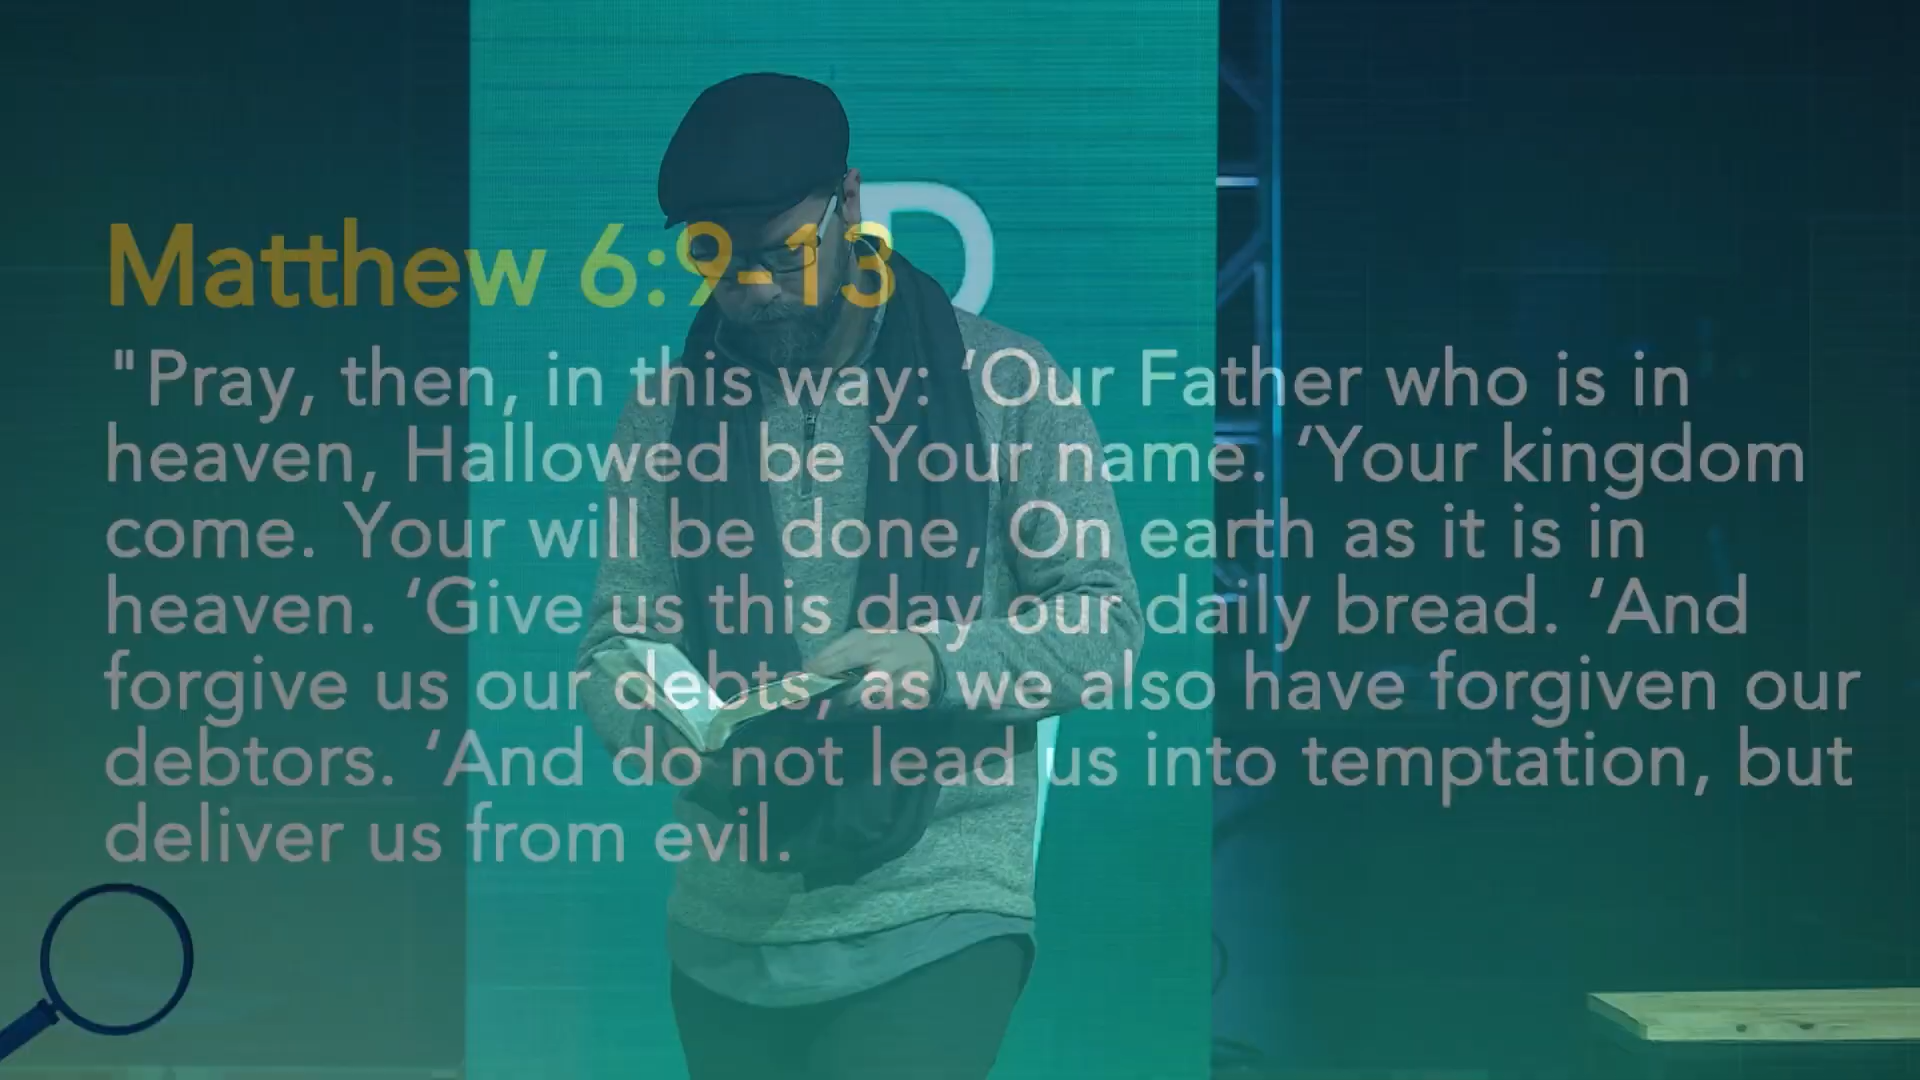 Matthew 6:9-13
"Pray, then, in this way: ‘Our Father who is in
heaven, Hallowed be Your name. ‘Your kingdom
come. Your will be done, On earth as it is in
heaven. ‘Give us this day our daily bread. ‘And
forgive us our debts, as we also have forgiven our
debtors. ‘And do not lead us into temptation, but
deliver us from evil.